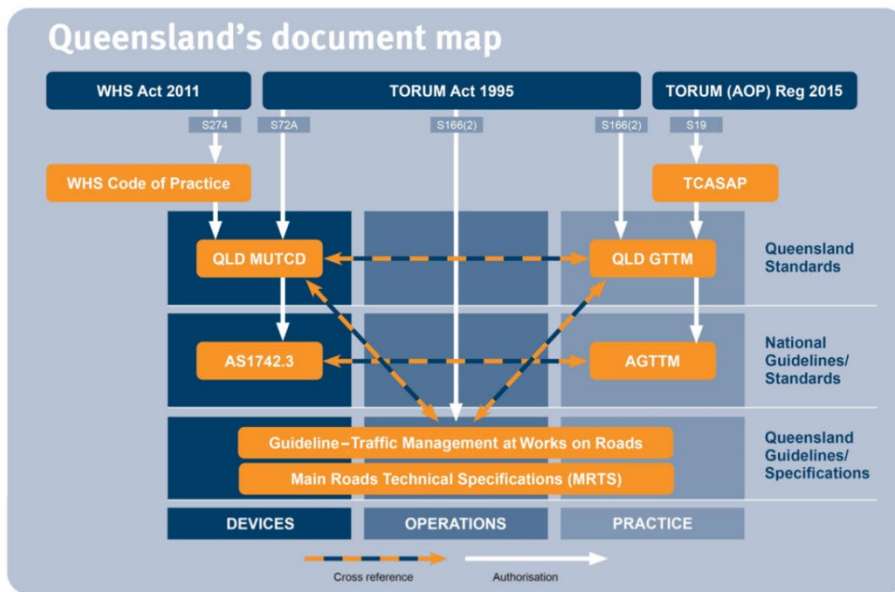 Queensland's document map
WHS Act 2011
TORUM Act 1995
TORUM (AOP) Reg 2015
S274
S72A
S166(2)
S166(2)
S19
WHS Code of Practice
TCASAP
QLD MUTCD
QLD GTTM
Queensland
Standards
AS1742.3
AGTTM
National
Guidelines/
Standards
Guideline–Traffic Management at Works on Roads
Main Roads Technical Specifications (MRTS)
Queensland
Guidelines/
Specifications
DEVICES
OPERATIONS
PRACTICE
Cross reference
Authorisation